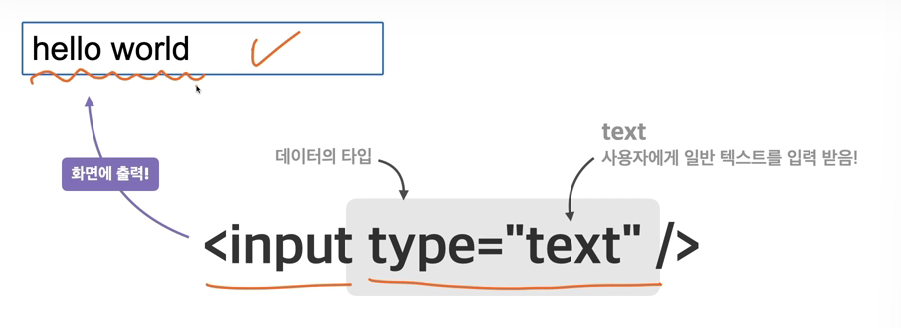 hello world
text
데이터의 타입
사용자에게 일반 텍스트를 입력 받음!
화면에 출력!
<input type="text" />